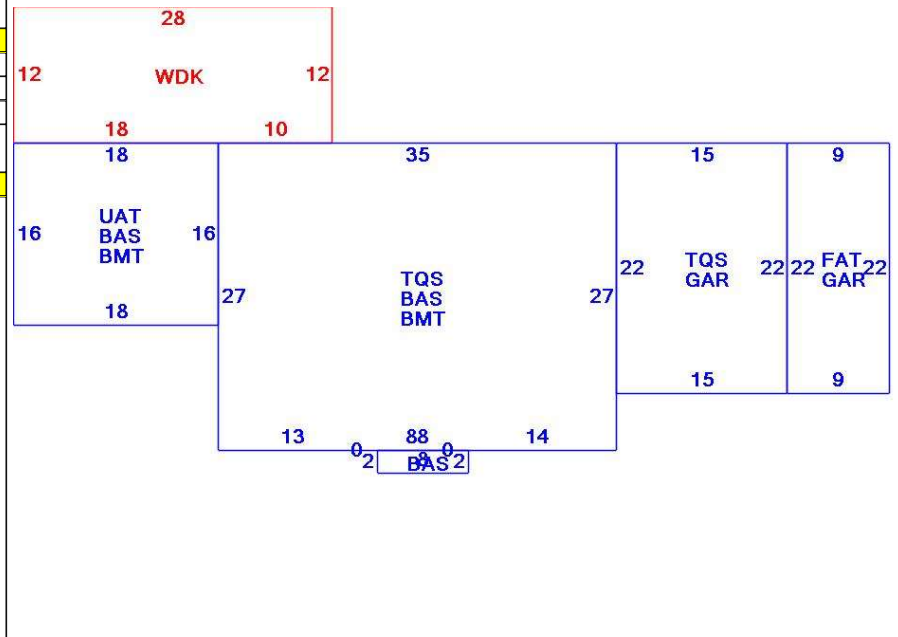 28
12 WDK 12
18 10
18 35 15 9
16 UAT 16
BAS
BMT
27 TQS 27
BAS
BMT
22 TQS 22
GAR
22 FAT 22
GAR
18
15 9
13 88 14
0 0
2 BAS 2
8